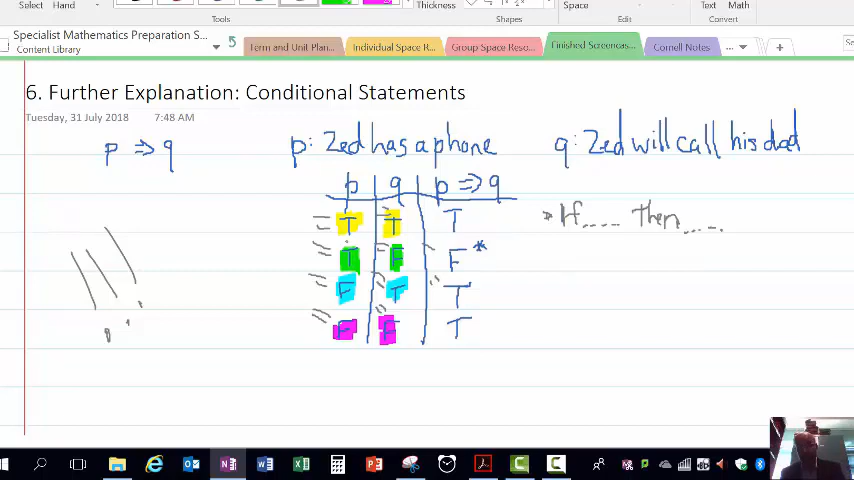 Select Hand Thickness Space Text Math
Tools Shapes Edit Convert
Specialist Mathematics Preparation S...
Content Library
Term and Unit Plan... Individual Space R... Group Space Reso... Finished Screencas... Cornell Notes ... +
6. Further Explanation: Conditional Statements
Tuesday, 31 July 2018 7:48 AM
p ⇒ q p: Zed has a phone q: Zed will call his dad
p q p ⇒ q
T T T
T F F *
F T T
F F T
If .... then .....